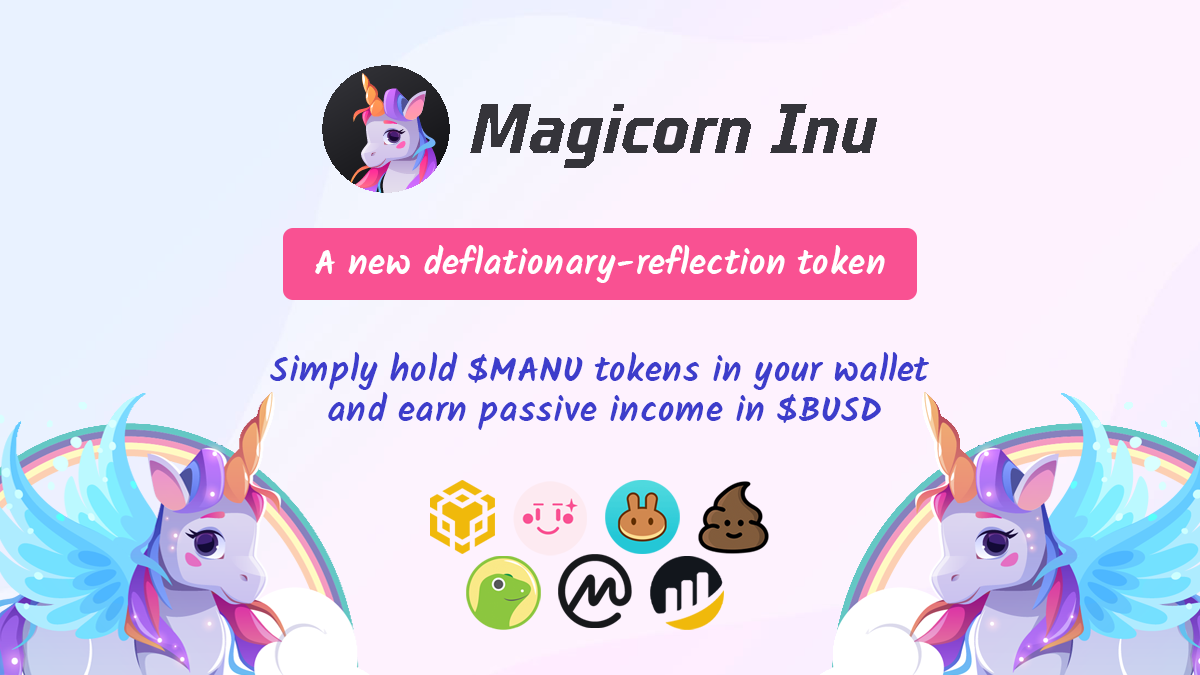 Magicorn Inu
A new deflationary-reflection token
Simply hold $MANU tokens in your wallet
and earn passive income in $BUSD